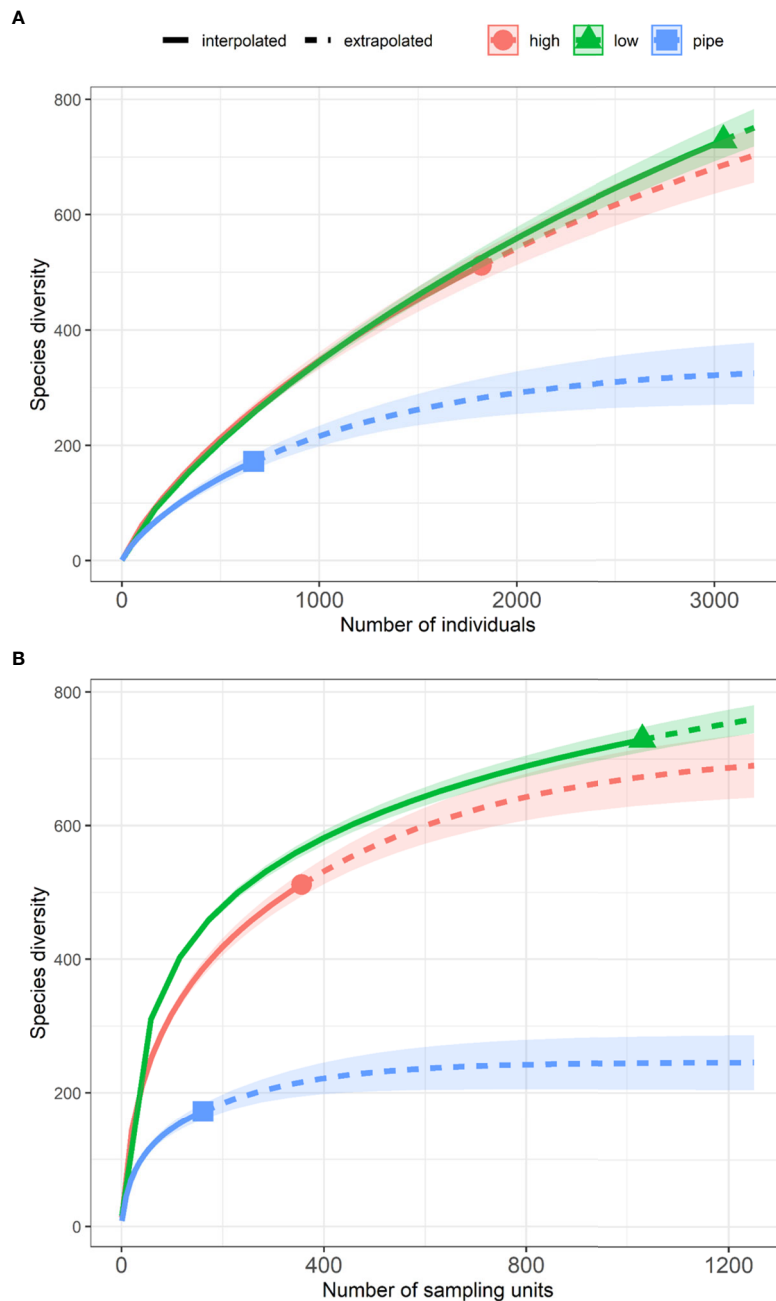 A
interpolated extrapolated high low pipe
800
600
400
200
0
Species diversity
0 1000 2000 3000
Number of individuals
B
800
600
400
200
0
Species diversity
0 400 800 1200
Number of sampling units